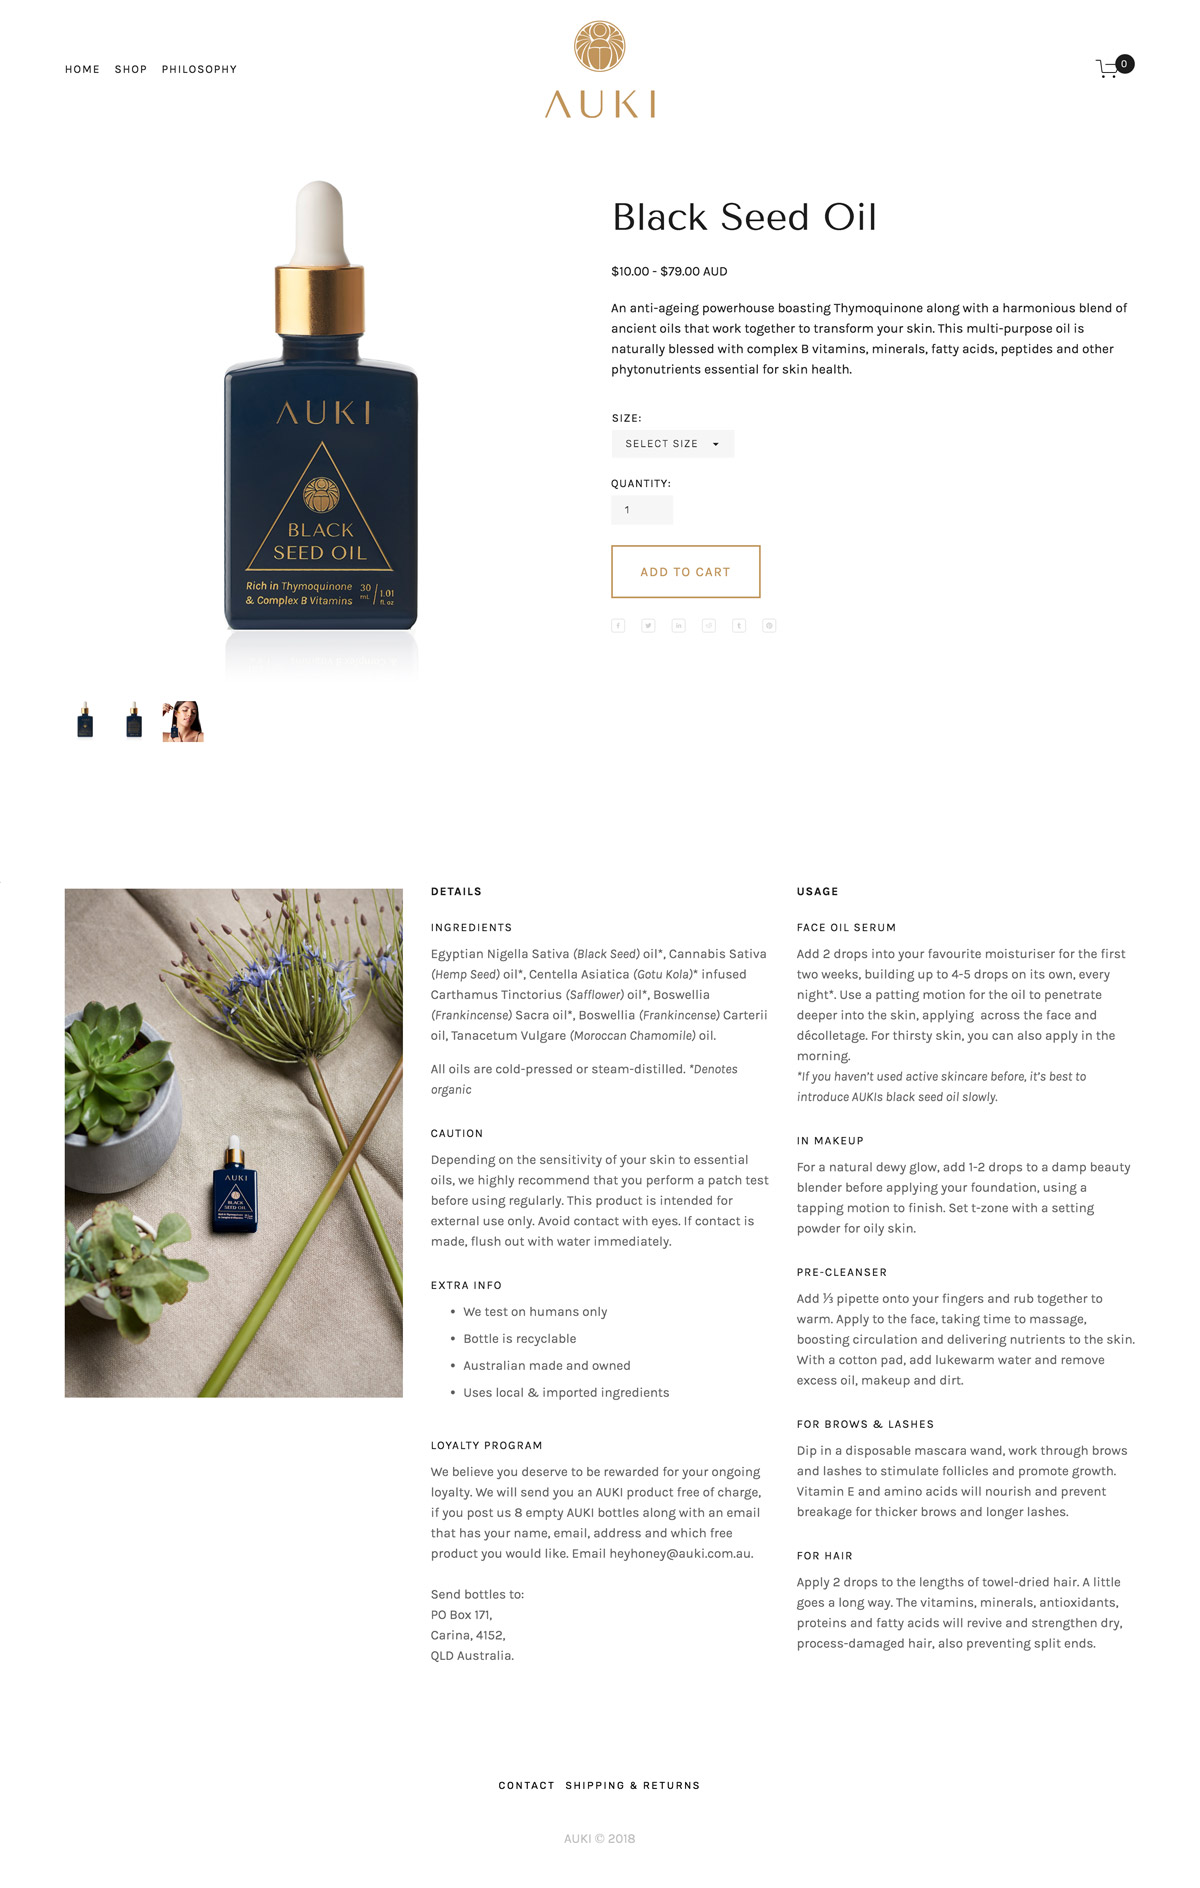 HOME SHOP PHILOSOPHY
AUKI
0
Black Seed Oil
$10.00 - $79.00 AUD
An anti-ageing powerhouse boasting Thymoquinone along with a harmonious blend of
ancient oils that work together to transform your skin. This multi-purpose oil is
naturally blessed with complex B vitamins, minerals, fatty acids, peptides and other
phytonutrients essential for skin health.
SIZE:
SELECT SIZE
QUANTITY:
1
ADD TO CART
AUKI
BLACK
SEED OIL
Rich in Thymoquinone
& Complex B Vitamins
30 mL / 1.01 fl. oz
DETAILS
INGREDIENTS
Egyptian Nigella Sativa (Black Seed) oil*, Cannabis Sativa
(Hemp Seed) oil*, Centella Asiatica (Gotu Kola)* infused
Carthamus Tinctorius (Safflower) oil*, Boswellia
(Frankincense) Sacra oil*, Boswellia (Frankincense) Carterii
oil, Tanacetum Vulgare (Moroccan Chamomile) oil.
All oils are cold-pressed or steam-distilled. *Denotes
organic
CAUTION
Depending on the sensitivity of your skin to essential
oils, we highly recommend that you perform a patch test
before using regularly. This product is intended for
external use only. Avoid contact with eyes. If contact is
made, flush out with water immediately.
EXTRA INFO
• We test on humans only
• Bottle is recyclable
• Australian made and owned
• Uses local & imported ingredients
LOYALTY PROGRAM
We believe you deserve to be rewarded for your ongoing
loyalty. We will send you an AUKI product free of charge,
if you post us 8 empty AUKI bottles along with an email
that has your name, email, address and which free
product you would like. Email heyhoney@auki.com.au.
Send bottles to:
PO Box 171,
Carina, 4152,
QLD Australia.
USAGE
FACE OIL SERUM
Add 2 drops into your favourite moisturiser for the first
two weeks, building up to 4-5 drops on its own, every
night*. Use a patting motion for the oil to penetrate
deeper into the skin, applying across the face and
décolletage. For thirsty skin, you can also apply in the
morning.
*If you haven't used active skincare before, it's best to
introduce AUKIs black seed oil slowly.
IN MAKEUP
For a natural dewy glow, add 1-2 drops to a damp beauty
blender before applying your foundation, using a
tapping motion to finish. Set t-zone with a setting
powder for oily skin.
PRE-CLEANSER
Add ⅓ pipette onto your fingers and rub together to
warm. Apply to the face, taking time to massage,
boosting circulation and delivering nutrients to the skin.
With a cotton pad, add lukewarm water and remove
excess oil, makeup and dirt.
FOR BROWS & LASHES
Dip in a disposable mascara wand, work through brows
and lashes to stimulate follicles and promote growth.
Vitamin E and amino acids will nourish and prevent
breakage for thicker brows and longer lashes.
FOR HAIR
Apply 2 drops to the lengths of towel-dried hair. A little
goes a long way. The vitamins, minerals, antioxidants,
proteins and fatty acids will revive and strengthen dry,
process-damaged hair, also preventing split ends.
AUKI
BLACK
SEED OIL
CONTACT SHIPPING & RETURNS
AUKI © 2018